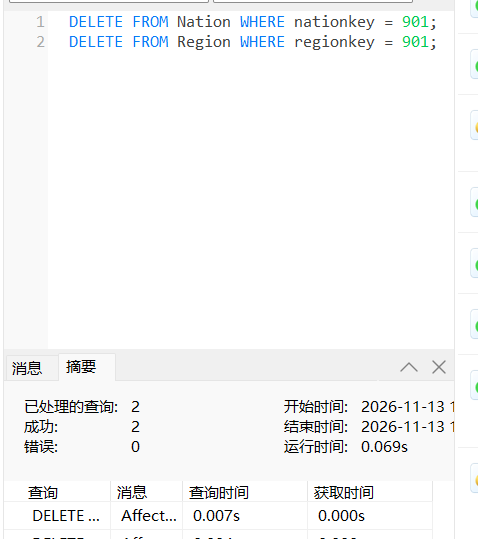 1 DELETE FROM Nation WHERE nationkey = 901;
2 DELETE FROM Region WHERE regionkey = 901;
消息 摘要
已处理的查询: 2 开始时间: 2026-11-13 1
成功: 2 结束时间: 2026-11-13 1
错误: 0 运行时间: 0.069s
查询 消息 查询时间 获取时间
DELETE ... Affect... 0.007s 0.000s